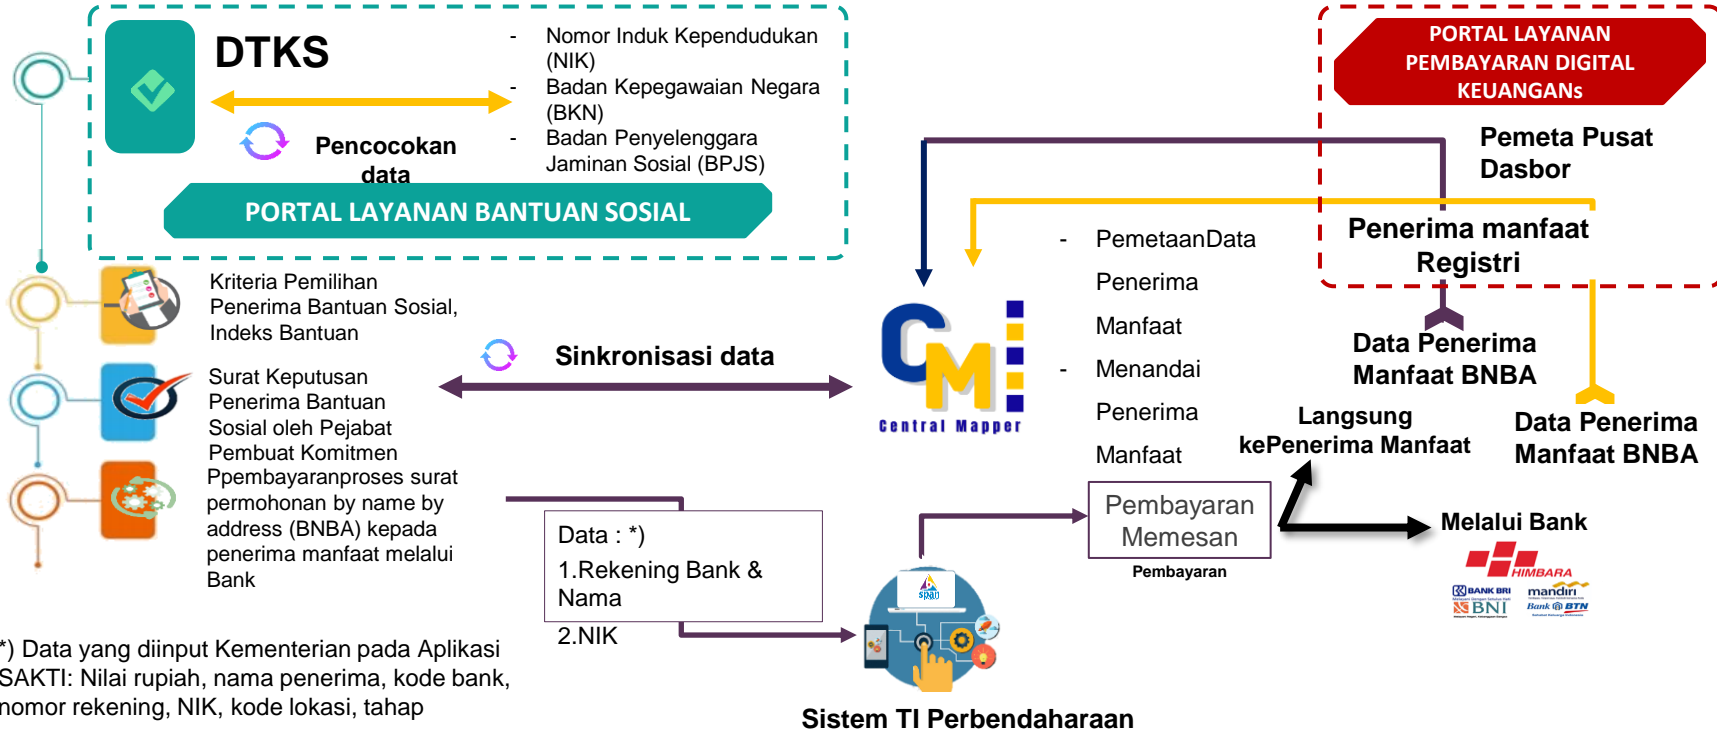 DTKS
Pencocokan
data
- Nomor Induk Kependudukan
(NIK)
- Badan Kepegawaian Negara
(BKN)
- Badan Penyelenggara
Jaminan Sosial (BPJS)
PORTAL LAYANAN BANTUAN SOSIAL
PORTAL LAYANAN
PEMBAYARAN DIGITAL
KEUANGANs
Pemeta Pusat
Dasbor
Penerima manfaat
Registri
Kriteria Pemilihan
Penerima Bantuan Sosial,
Indeks Bantuan
Surat Keputusan
Penerima Bantuan
Sosial oleh Pejabat
Pembuat Komitmen
Ppembayaranproses surat
permohonan by name by
address (BNBA) kepada
penerima manfaat melalui
Bank
Sinkronisasi data
CM
Central Mapper
- PemetaanData
Penerima
Manfaat
- Menandai
Penerima
Manfaat
Data Penerima
Manfaat BNBA
Data Penerima
Manfaat BNBA
Langsung
kePenerima Manfaat
Pembayaran
Memesan
Pembayaran
Melalui Bank
HIMBARA
BANK BRI
mandiri
BNI
Bank BTN
Data : *)
1.Rekening Bank &
Nama
2.NIK
span
Sistem TI Perbendaharaan
*) Data yang diinput Kementerian pada Aplikasi
SAKTI: Nilai rupiah, nama penerima, kode bank,
nomor rekening, NIK, kode lokasi, tahap